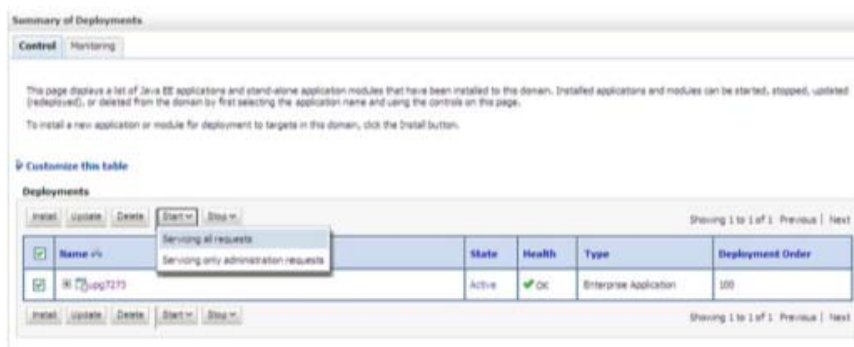 Summary of Deployments
Control Monitoring
This page displays a list of Java EE applications and stand-alone application modules that have been installed to this domain. Installed applications and modules can be started, stopped, updated
(redeployed), or deleted from the domain by first selecting the application name and using the controls on this page.
To install a new application or module for deployment to targets in this domain, click the Install button.
Customize this table
Deployments
Install Update Delete Start Stop Showing 1 to 1 of 1 Previous | Next
Servicing all requests
Servicing only administration requests
Name State Health Type Deployment Order
upg7273 Active OK Enterprise Application 100
Install Update Delete Start Stop Showing 1 to 1 of 1 Previous | Next